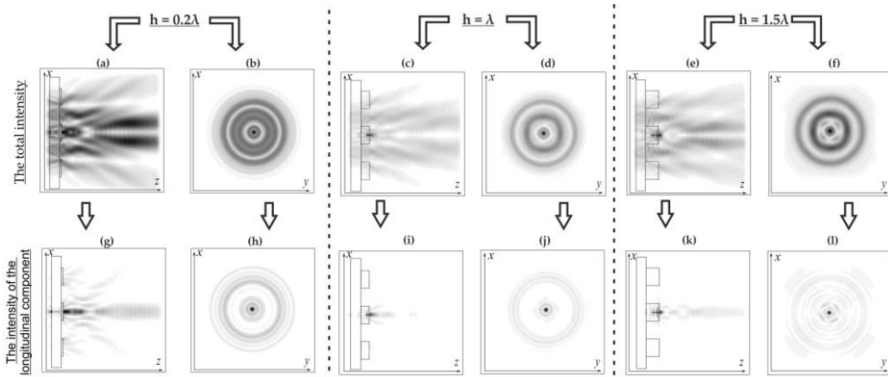 h = 0.2λ
h = λ
h = 1.5λ
The total intensity
(a)
(b)
(c)
(d)
(e)
(f)
x
x
x
x
x
x
z
y
z
y
z
y
The intensity of the
longitudinal component
(g)
(h)
(i)
(j)
(k)
(l)
x
x
x
x
x
x
z
y
z
y
z
y